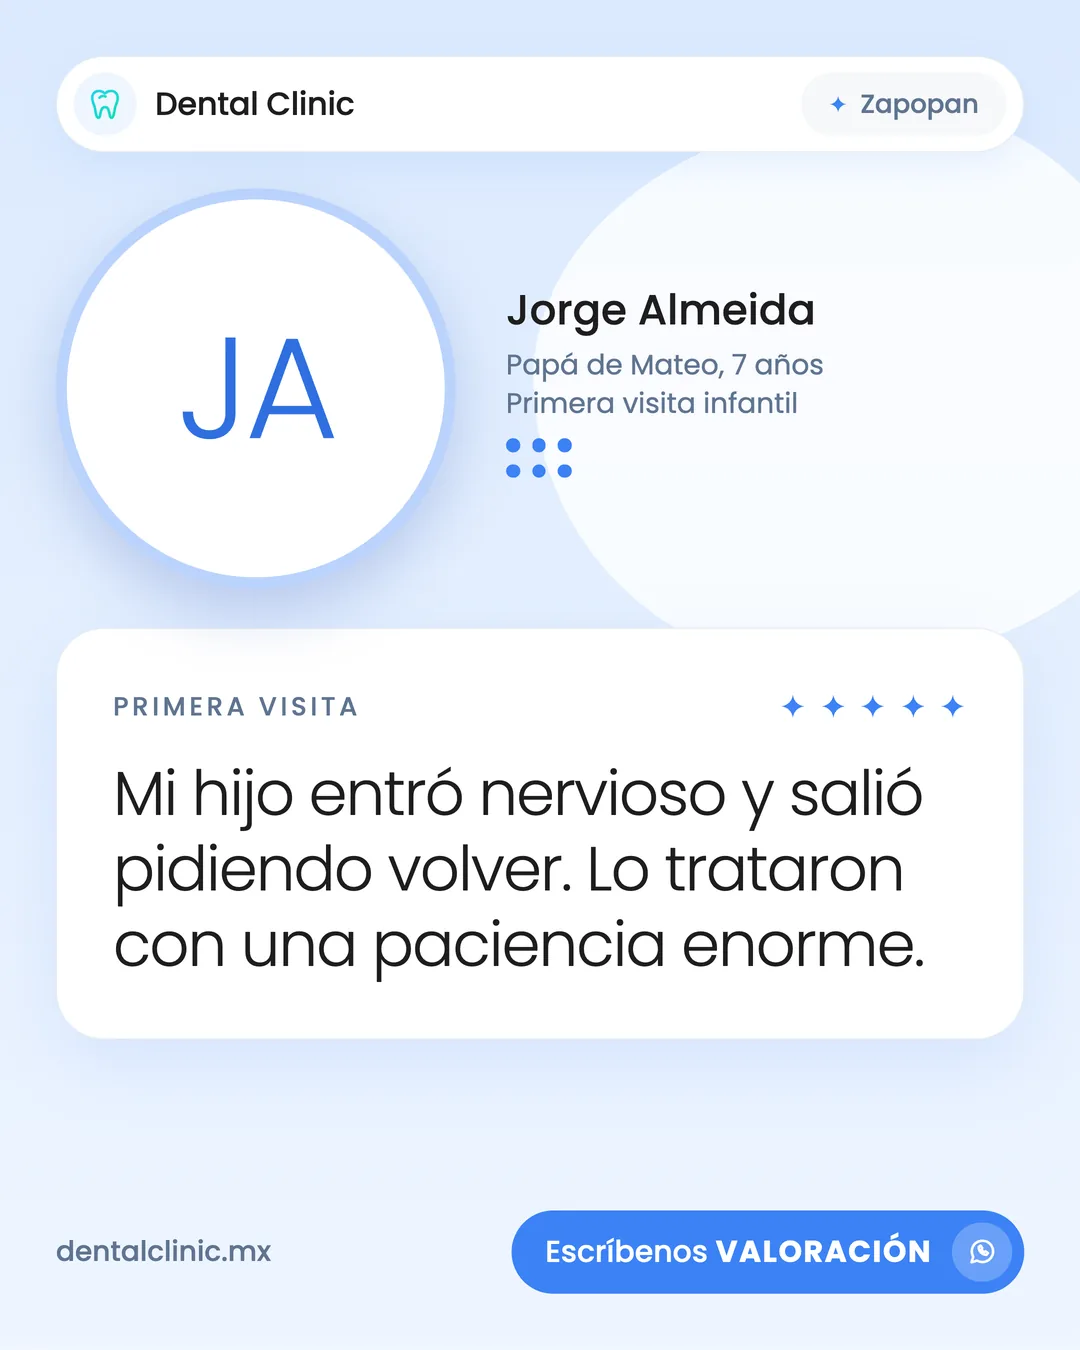 Dental Clinic
Zapopan
JA
Jorge Almeida
Papá de Mateo, 7 años
Primera visita infantil
PRIMERA VISITA
Mi hijo entró nervioso y salió
pidiendo volver. Lo trataron
con una paciencia enorme.
dentalclinic.mx
Escríbenos VALORACIÓN